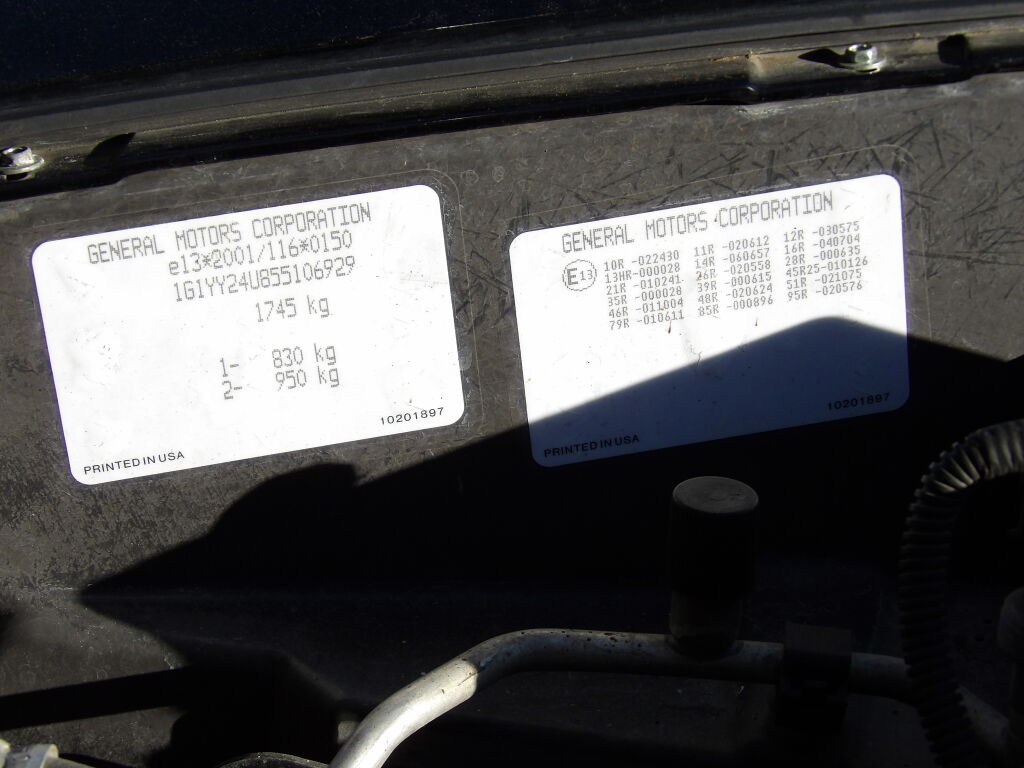 GENERAL MOTORS CORPORATION
e13*2001/116*0150
1G1YY24U855106929
1745 kg
1- 830 kg
2- 950 kg
10201897
PRINTED IN USA
GENERAL MOTORS CORPORATION
E13
10R -022430 11R -020612 12R -030575
13HR-000028 14R -060657 16R -040704
21R -010241 26R -020558 28R -000635
35R -000028 39R -000615 45R25-010126
46R -011004 48R -020624 51R -021075
79R -010611 85R -000896 95R -020576
10201897
PRINTED IN USA